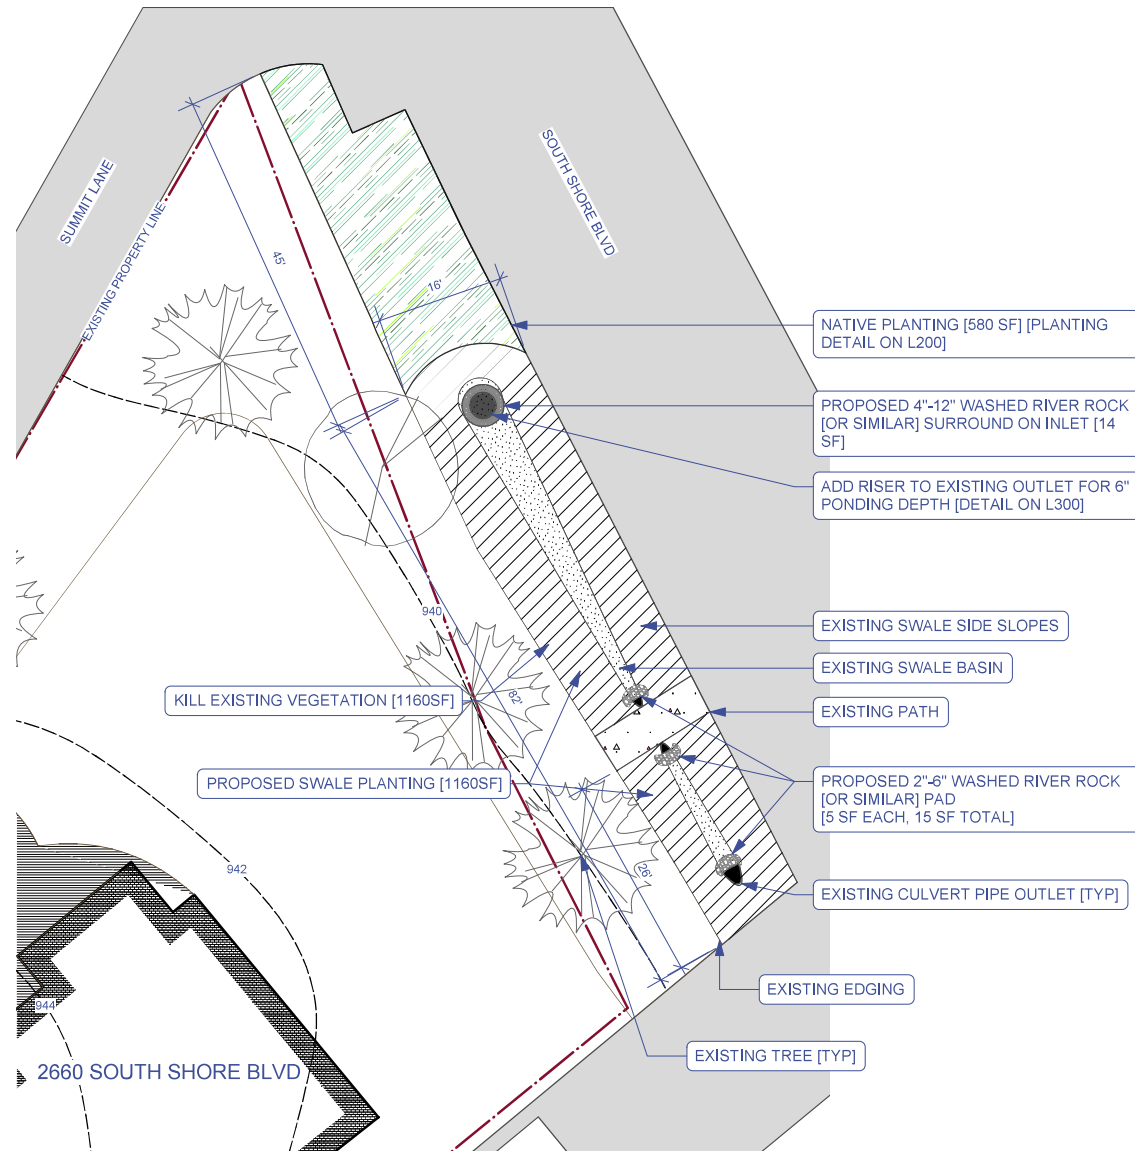 SUMMIT LANE
EXISTING PROPERTY LINE
SOUTH SHORE BLVD
45'
16'
NATIVE PLANTING [580 SF] [PLANTING
DETAIL ON L200]
PROPOSED 4"-12" WASHED RIVER ROCK
[OR SIMILAR] SURROUND ON INLET [14
SF]
ADD RISER TO EXISTING OUTLET FOR 6"
PONDING DEPTH [DETAIL ON L300]
940
EXISTING SWALE SIDE SLOPES
EXISTING SWALE BASIN
KILL EXISTING VEGETATION [1160SF]
82'
EXISTING PATH
PROPOSED SWALE PLANTING [1160SF]
PROPOSED 2"-6" WASHED RIVER ROCK
[OR SIMILAR] PAD
[5 SF EACH, 15 SF TOTAL]
942
26'
EXISTING CULVERT PIPE OUTLET [TYP]
EXISTING EDGING
944
EXISTING TREE [TYP]
2660 SOUTH SHORE BLVD